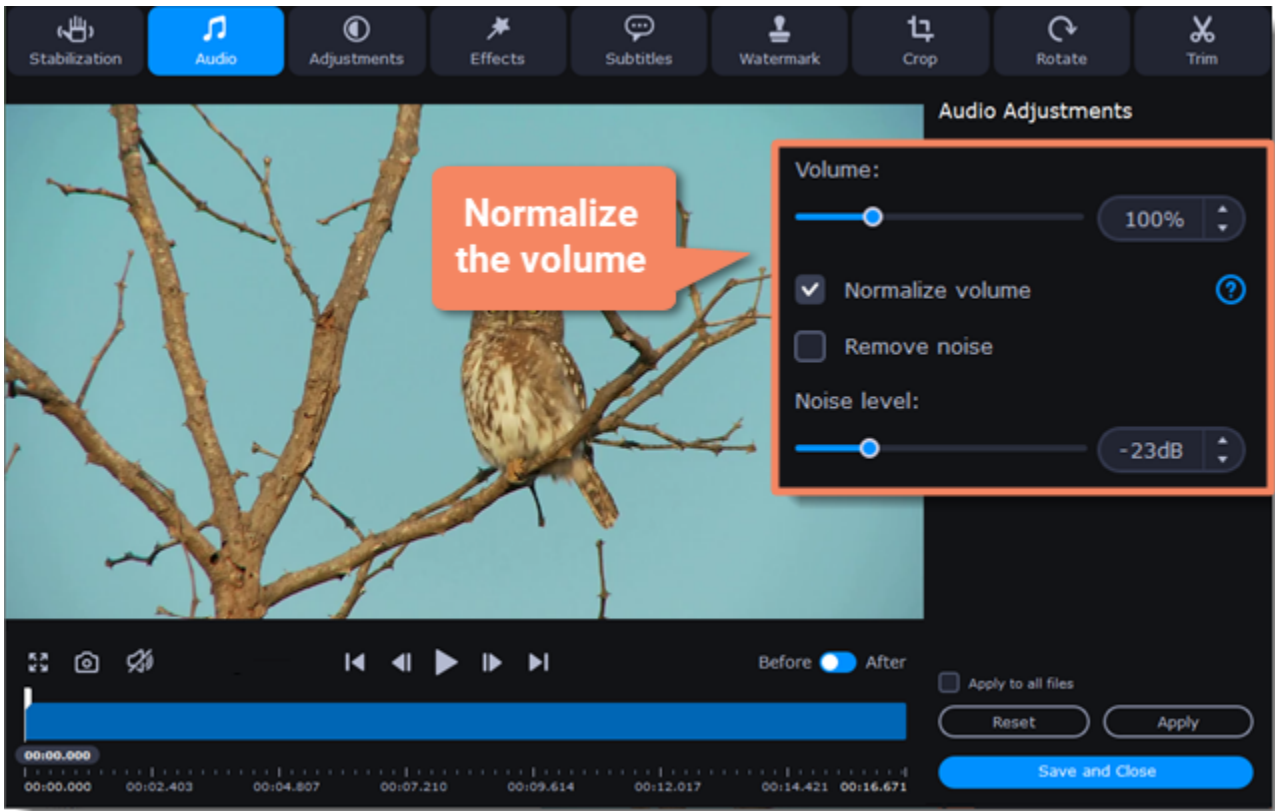 Stabilization
Audio
Adjustments
Effects
Subtitles
Watermark
Crop
Rotate
Trim
Audio Adjustments
Normalize
the volume
Volume:
100%
Normalize volume
?
Remove noise
Noise level:
-23dB
Before
After
Apply to all files
Reset
Apply
Save and Close
00:00.000
00:00.000
00:02.403
00:04.807
00:07.210
00:09.614
00:12.017
00:14.421
00:16.671